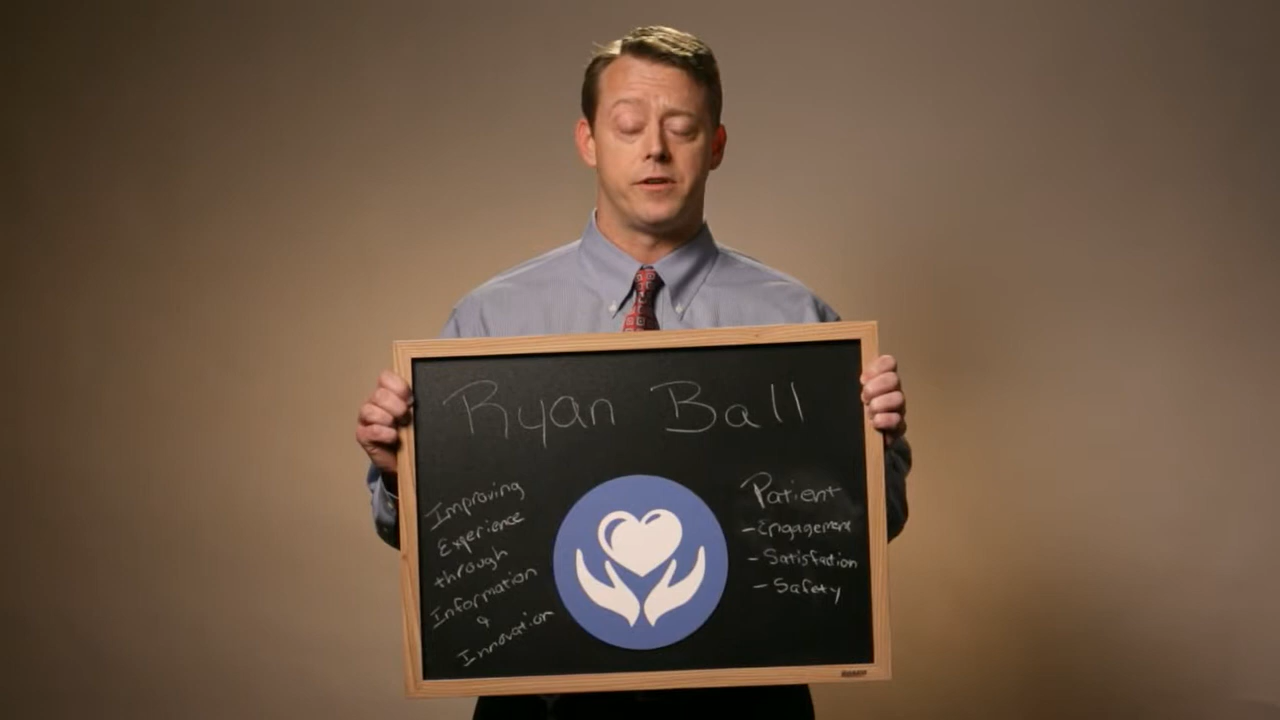 Ryan Ball
Improving
Experience
through
Information
&
Innovation
Patient
- Engagement
- Satisfaction
- Safety